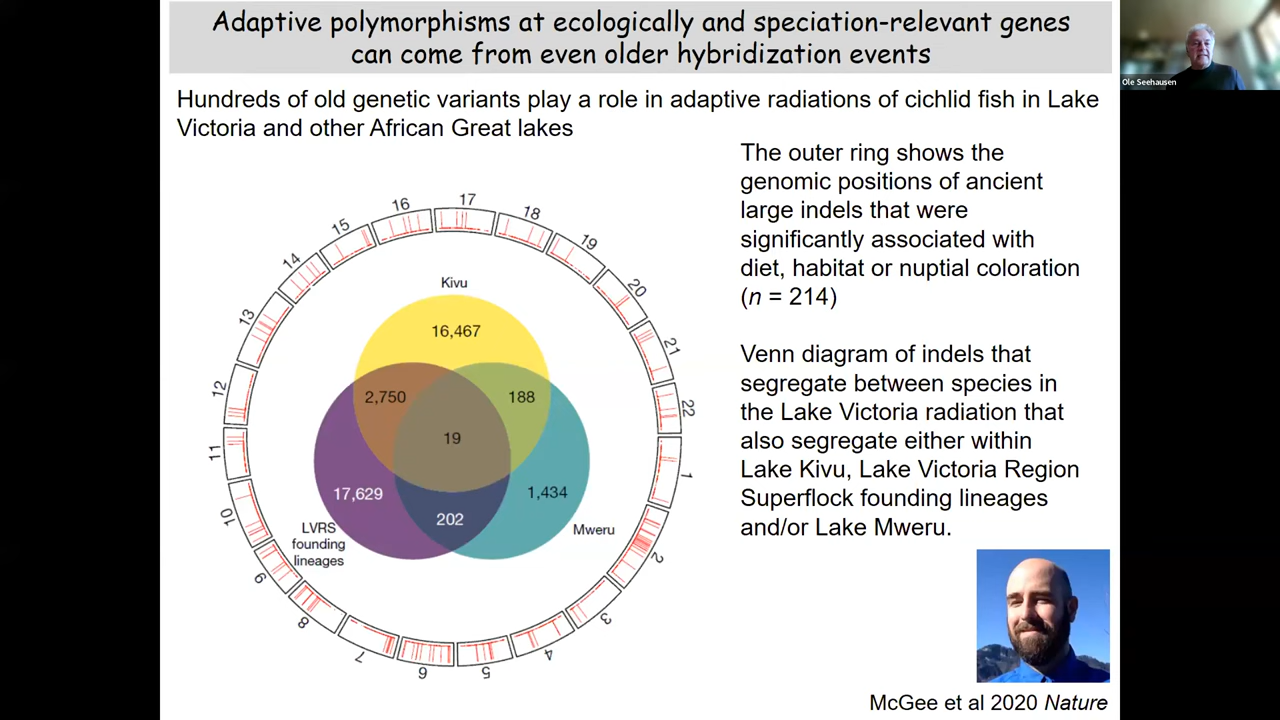 Adaptive polymorphisms at ecologically and speciation-relevant genes
can come from even older hybridization events
Ole Seehausen
Hundreds of old genetic variants play a role in adaptive radiations of cichlid fish in Lake
Victoria and other African Great lakes
The outer ring shows the
genomic positions of ancient
large indels that were
significantly associated with
diet, habitat or nuptial coloration
(n = 214)
Venn diagram of indels that
segregate between species in
the Lake Victoria radiation that
also segregate either within
Lake Kivu, Lake Victoria Region
Superflock founding lineages
and/or Lake Mweru.
17
18
19
20
21
22
1
2
3
4
5
6
7
8
9
10
11
12
13
14
15
16
Kivu
16,467
2,750
188
19
17,629
1,434
202
LVRS
founding
lineages
Mweru
McGee et al 2020 Nature